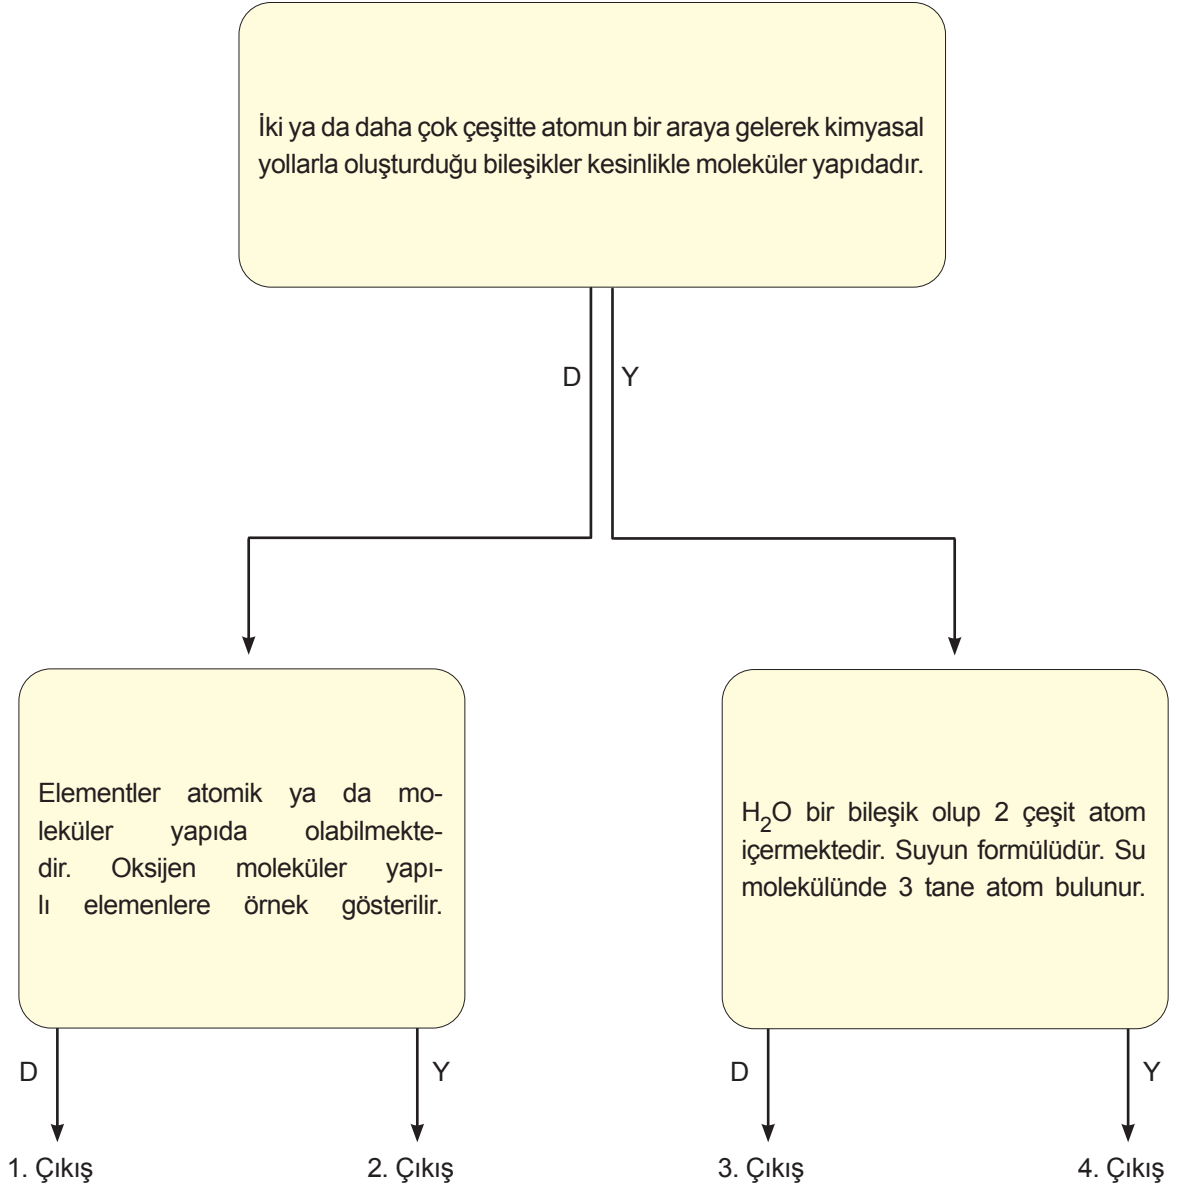 İki ya da daha çok çeşitte atomun bir araya gelerek kimyasal
yollarla oluşturduğu bileşikler kesinlikle moleküler yapıdadır.
D
Y
Elementler atomik ya da mo-
leküler yapıda olabilmekte-
dir. Oksijen moleküler yapı-
lı elemenlere örnek gösterilir.
H₂O bir bileşik olup 2 çeşit atom
içermektedir. Suyun formülüdür. Su
molekülünde 3 tane atom bulunur.
D
Y
D
Y
1. Çıkış
2. Çıkış
3. Çıkış
4. Çıkış